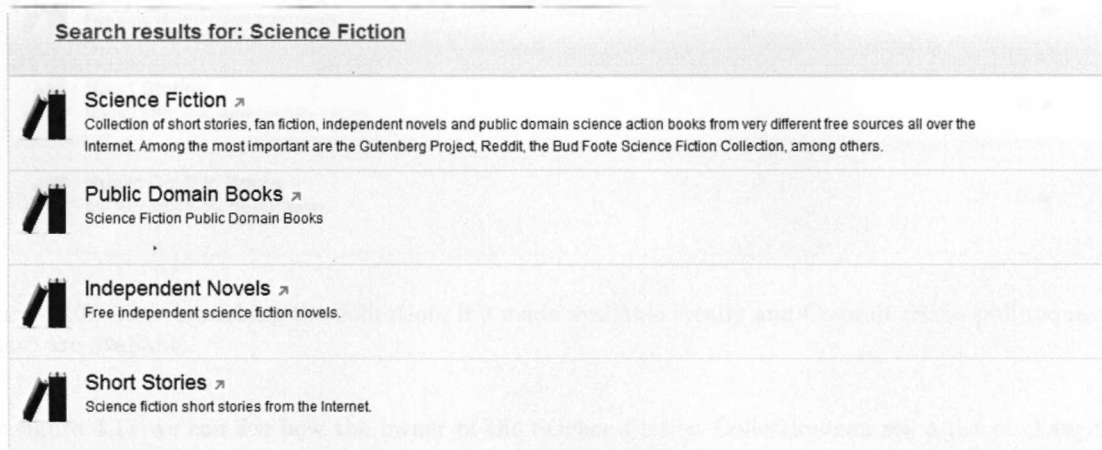 Search results for: Science Fiction
Science Fiction
Collection of short stories, fan fiction, independent novels and public domain science action books from very different free sources all over the
Internet. Among the most important are the Gutenberg Project, Reddit, the Bud Foote Science Fiction Collection, among others.
Public Domain Books
Science Fiction Public Domain Books
Independent Novels
Free independent science fiction novels.
Short Stories
Science fiction short stories from the Internet.